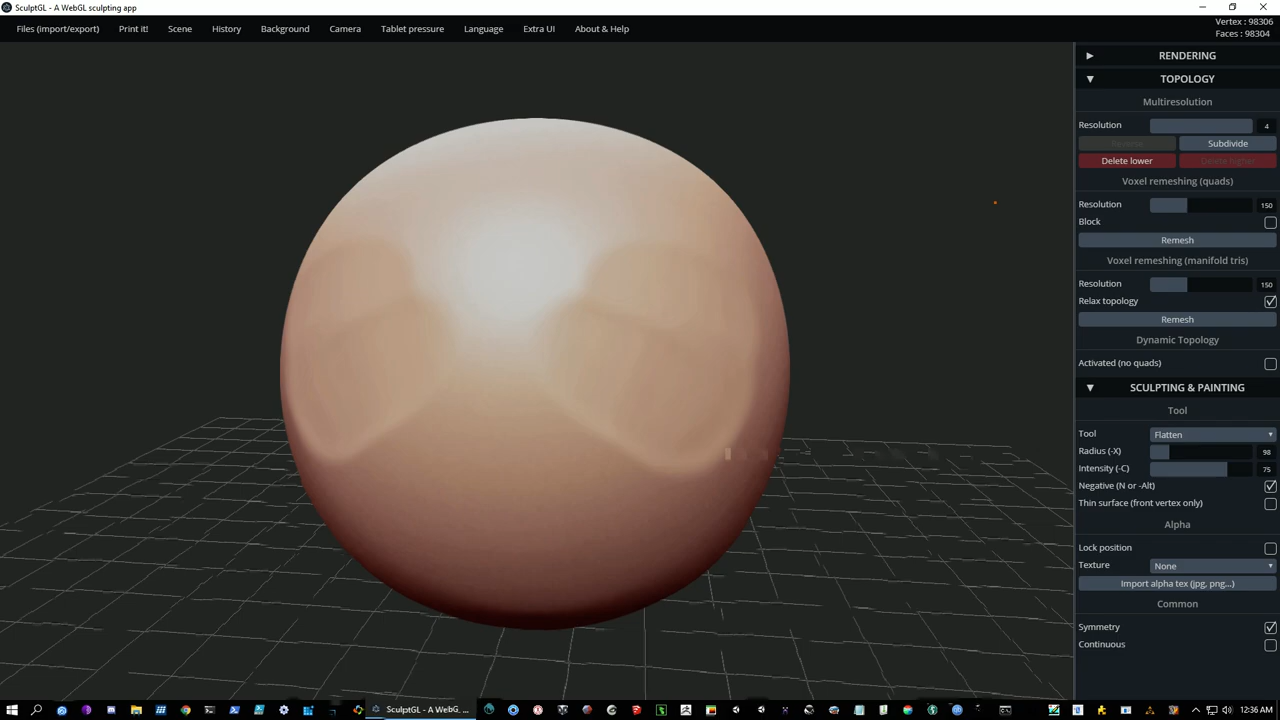 SculptGL - A WebGL sculpting app
Files (import/export) Print it! Scene History Background Camera Tablet pressure Language Extra UI About & Help
Vertex : 98306
Faces : 98304
RENDERING
TOPOLOGY
Multiresolution
Resolution 4
Reverse Subdivide
Delete lower Delete higher
Voxel remeshing (quads)
Resolution 150
Block
Remesh
Voxel remeshing (manifold tris)
Resolution 150
Relax topology
Remesh
Dynamic Topology
Activated (no quads)
SCULPTING & PAINTING
Tool
Tool Flatten
Radius (-X) 98
Intensity (-C) 75
Negative (N or -Alt)
Thin surface (front vertex only)
Alpha
Lock position
Texture None
Import alpha tex (jpg, png...)
Common
Symmetry
Continuous
SculptGL - A WebG... 12:36 AM